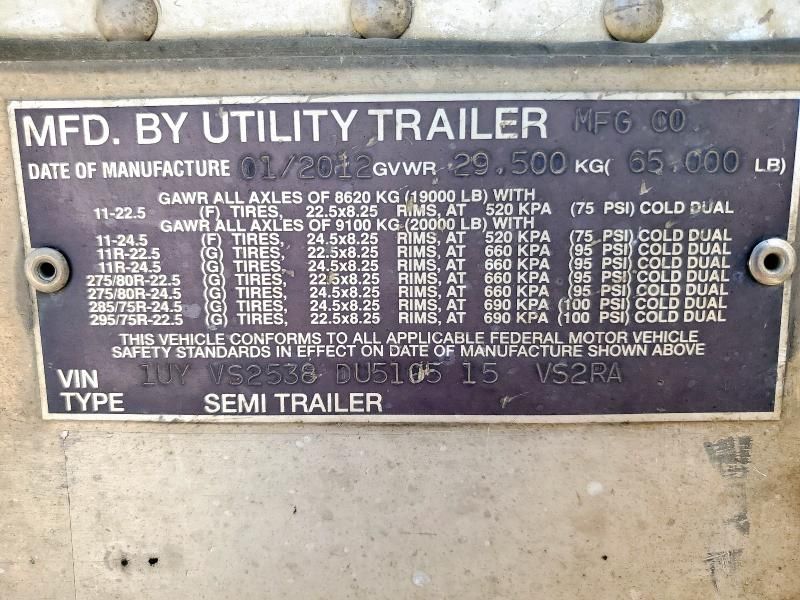 MFD. BY UTILITY TRAILER MFG CO.
DATE OF MANUFACTURE 01/2012 GVWR 29.500 KG( 65.000 LB)
GAWR ALL AXLES OF 8620 KG (19000 LB) WITH
11-22.5 (F) TIRES, 22.5x8.25 RIMS, AT 520 KPA (75 PSI) COLD DUAL
GAWR ALL AXLES OF 9100 KG (20000 LB) WITH
11-24.5 (F) TIRES, 24.5x8.25 RIMS, AT 520 KPA (75 PSI) COLD DUAL
11R-22.5 (G) TIRES, 22.5x8.25 RIMS, AT 660 KPA (95 PSI) COLD DUAL
11R-24.5 (G) TIRES, 24.5x8.25 RIMS, AT 660 KPA (95 PSI) COLD DUAL
275/80R-22.5 (G) TIRES, 22.5x8.25 RIMS, AT 660 KPA (95 PSI) COLD DUAL
275/80R-24.5 (G) TIRES, 24.5x8.25 RIMS, AT 660 KPA (95 PSI) COLD DUAL
285/75R-24.5 (G) TIRES, 24.5x8.25 RIMS, AT 690 KPA (100 PSI) COLD DUAL
295/75R-22.5 (G) TIRES, 22.5x8.25 RIMS, AT 690 KPA (100 PSI) COLD DUAL
THIS VEHICLE CONFORMS TO ALL APPLICABLE FEDERAL MOTOR VEHICLE
SAFETY STANDARDS IN EFFECT ON DATE OF MANUFACTURE SHOWN ABOVE
VIN 1UY VS2538 DU5105 15 VS2RA
TYPE SEMI TRAILER